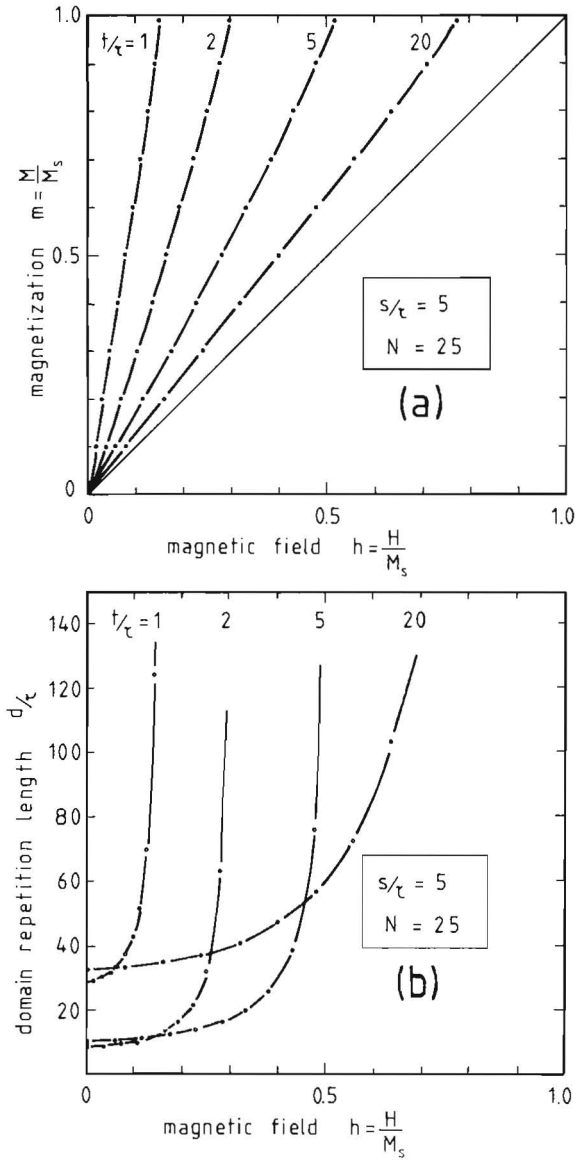 1.0
t/τ = 1 2 5 20
magnetization m = M/Ms
0.5
s/τ = 5
N = 25
(a)
0
0 0.5 1.0
magnetic field h = H/Ms
140
t/τ = 1 2 5 20
120
100
domain repetition length d/τ
80
60
s/τ = 5
N = 25
40
(b)
20
0 0.5 1.0
magnetic field h = H/Ms